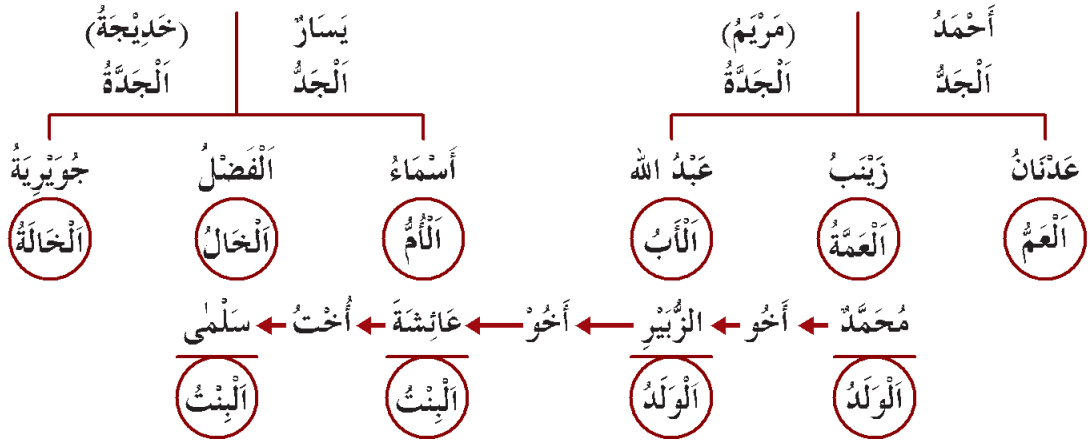 أَحْمَدُ (مَرْيَمُ) يَسَارٌ (خَدِيْجَةُ)
اَلْجَدُّ اَلْجَدَّةُ اَلْجَدُّ اَلْجَدَّةُ
عَدْنَانُ زَيْنَبُ عَبْدُ الله أَسْمَاءُ اَلْفَضْلُ جُوَيْرِيَةُ
اَلْعَمُّ اَلْعَمَّةُ اَلْأَبُ اَلْأُمُّ اَلْخَالُ اَلْخَالَةُ
مُحَمَّدٌ أَخُو الزُّبَيْرِ أَخُوْ عَائِشَةَ أُخْتُ سَلْمٰى
اَلْوَلَدُ اَلْوَلَدُ اَلْبِنْتُ اَلْبِنْتُ